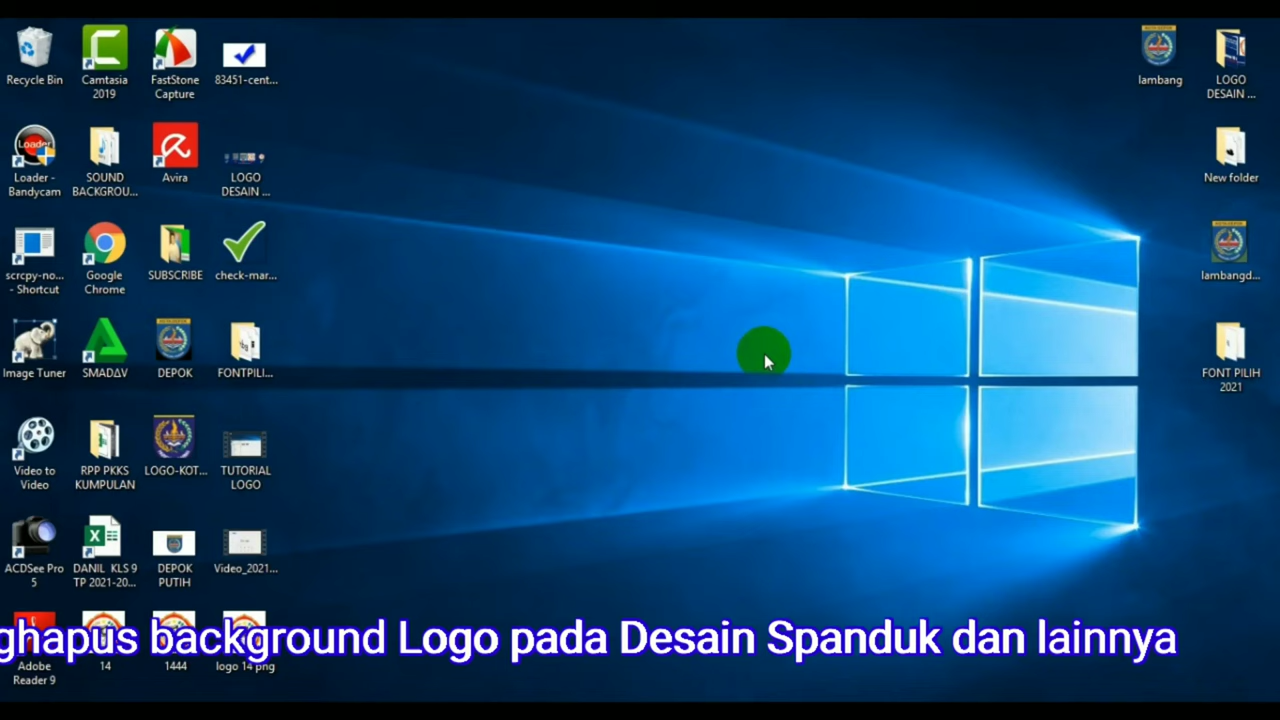 Recycle Bin
Camtasia
2019
FastStone
Capture
83451-cent...
lambang
LOGO
DESAIN ...
Loader
Loader -
Bandycam
SOUND
BACKGROU...
Avira
LOGO
DESAIN ...
New folder
scrcpy-no...
- Shortcut
Google
Chrome
SUBSCRIBE
check-mar...
lambangd...
Image Tuner
SMADΔV
DEPOK
FONTPILI...
FONT PILIH
2021
Video to
Video
RPP PKKS
KUMPULAN
LOGO-KOT...
TUTORIAL
LOGO
ACDSee Pro
5
DANIL KLS 9
TP 2021-20...
DEPOK
PUTIH
Video_2021...
ghapus background Logo pada Desain Spanduk dan lainnya
Adobe
Reader 9
14
1444
logo 14 png